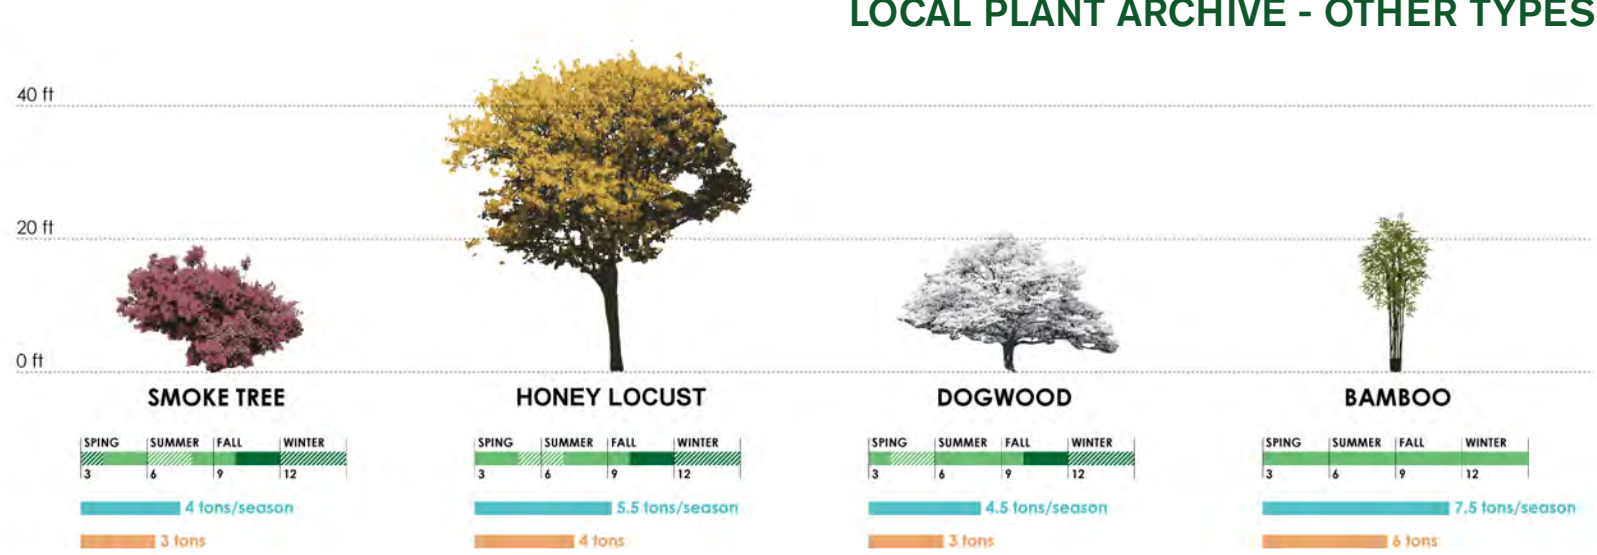 LOCAL PLANT ARCHIVE - OTHER TYPES
40 ft
20 ft
0 ft
SMOKE TREE
HONEY LOCUST
DOGWOOD
BAMBOO
SPING SUMMER FALL WINTER
3 6 9 12
4 tons/season
3 tons
SPING SUMMER FALL WINTER
3 6 9 12
5.5 tons/season
4 tons
SPING SUMMER FALL WINTER
3 6 9 12
4.5 tons/season
3 tons
SPING SUMMER FALL WINTER
3 6 9 12
7.5 tons/season
6 tons